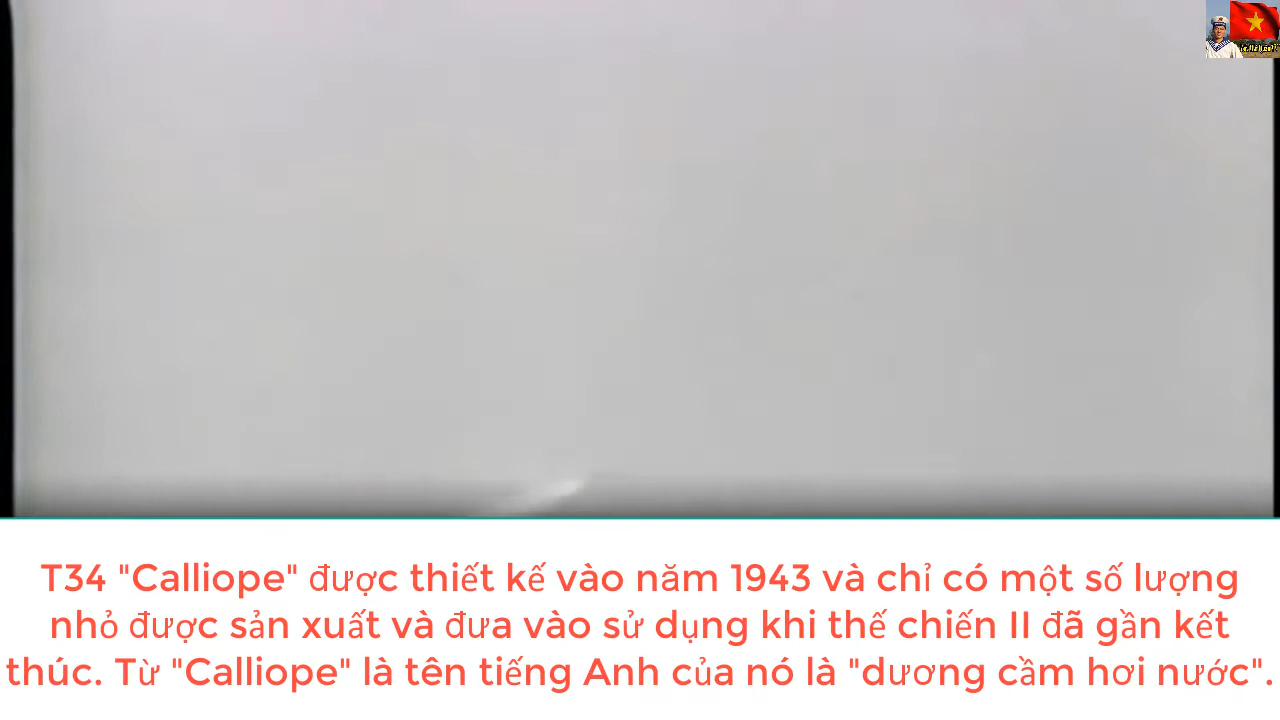 T34 "Calliope" được thiết kế vào năm 1943 và chỉ có một số lượng
nhỏ được sản xuất và đưa vào sử dụng khi thế chiến II đã gần kết
thúc. Từ "Calliope" là tên tiếng Anh của nó là "dương cầm hơi nước".